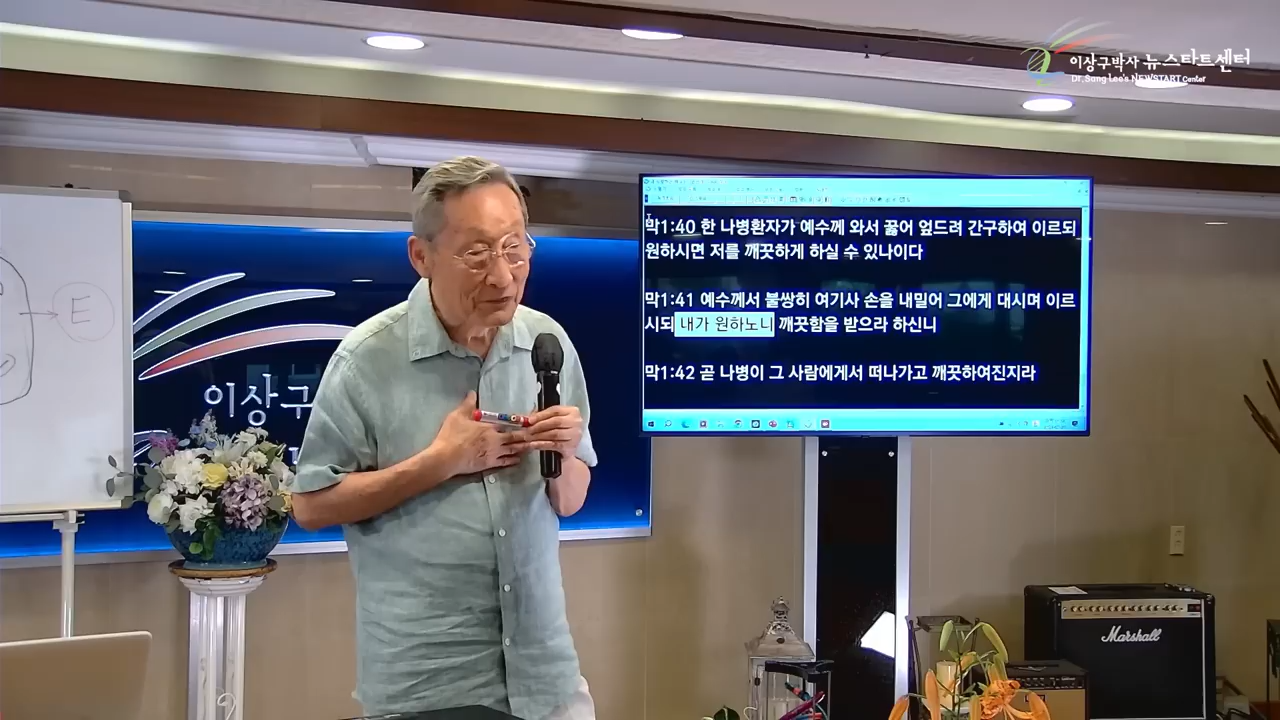 이상구박사 뉴스타트센터
Dr. Sang Lee's NEWSTART Center
막1:40 한 나병환자가 예수께 와서 꿇어 엎드려 간구하여 이르되
원하시면 저를 깨끗하게 하실 수 있나이다
막1:41 예수께서 불쌍히 여기사 손을 내밀어 그에게 대시며 이르
시되 내가 원하노니 깨끗함을 받으라 하신니
막1:42 곧 나병이 그 사람에게서 떠나가고 깨끗하여진지라
E
이상구
Marshall